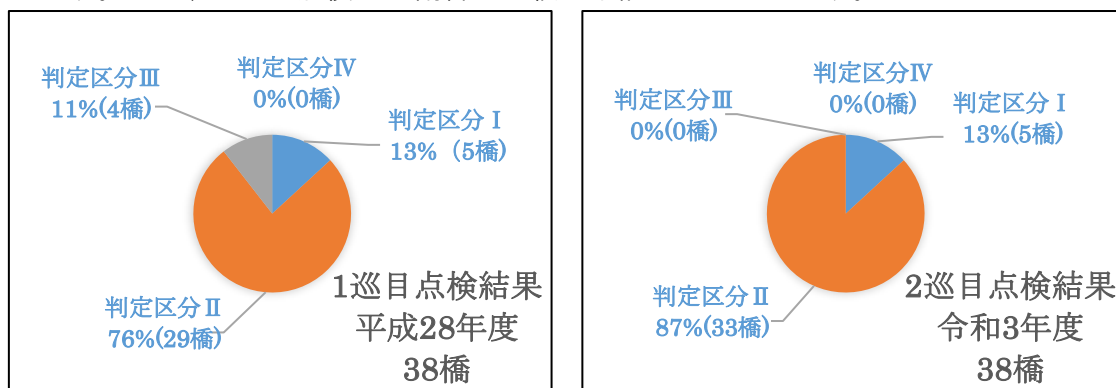 判定区分Ⅲ
11%(4橋)
判定区分Ⅳ
0%(0橋)
判定区分Ⅰ
13%（5橋)
判定区分Ⅱ
76%(29橋)
1巡目点検結果
平成28年度
38橋
判定区分Ⅲ
0%(0橋)
判定区分Ⅳ
0%(0橋)
判定区分Ⅰ
13%(5橋)
判定区分Ⅱ
87%(33橋)
2巡目点検結果
令和3年度
38橋